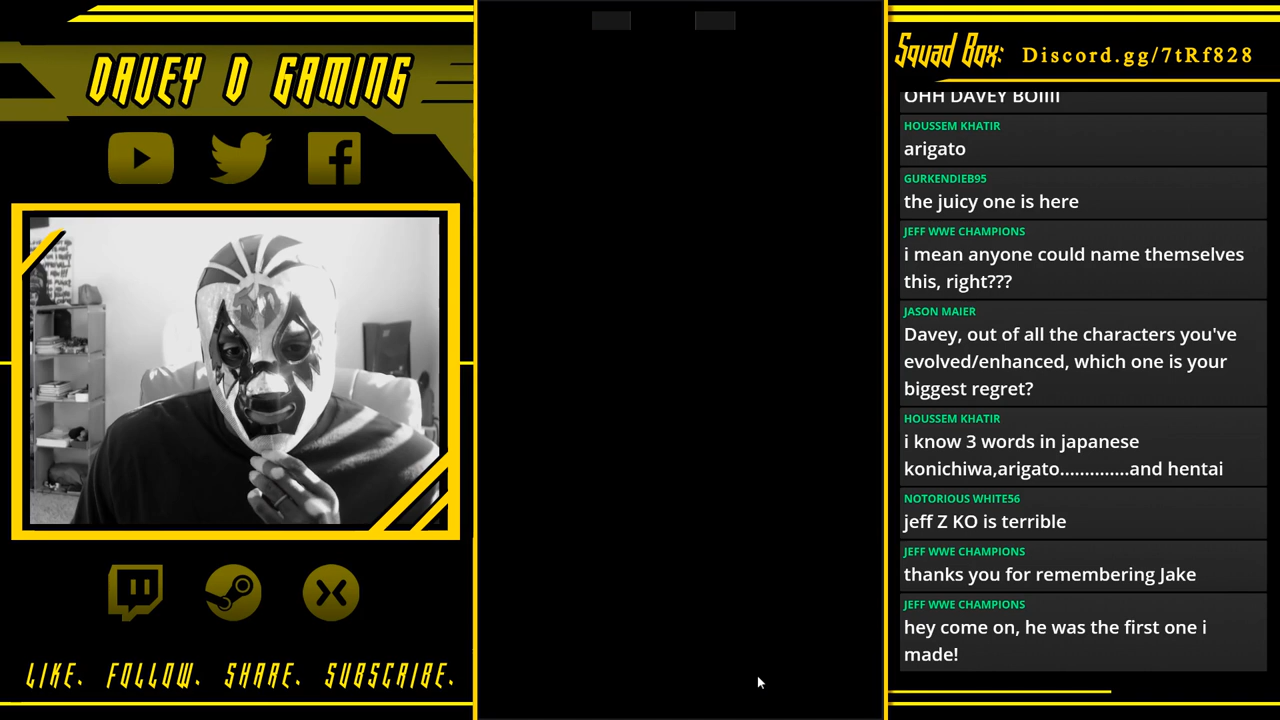 DAVEY D GAMING
LIKE. FOLLOW. SHARE. SUBSCRIBE.
Squad Box: Discord.gg/7tRf828
OHH DAVEY BOIIII
HOUSSEM KHATIR
arigato
GURKENDIEB95
the juicy one is here
JEFF WWE CHAMPIONS
i mean anyone could name themselves
this, right???
JASON MAIER
Davey, out of all the characters you've
evolved/enhanced, which one is your
biggest regret?
HOUSSEM KHATIR
i know 3 words in japanese
konichiwa,arigato..............and hentai
NOTORIOUS WHITE56
jeff Z KO is terrible
JEFF WWE CHAMPIONS
thanks you for remembering Jake
JEFF WWE CHAMPIONS
hey come on, he was the first one i
made!